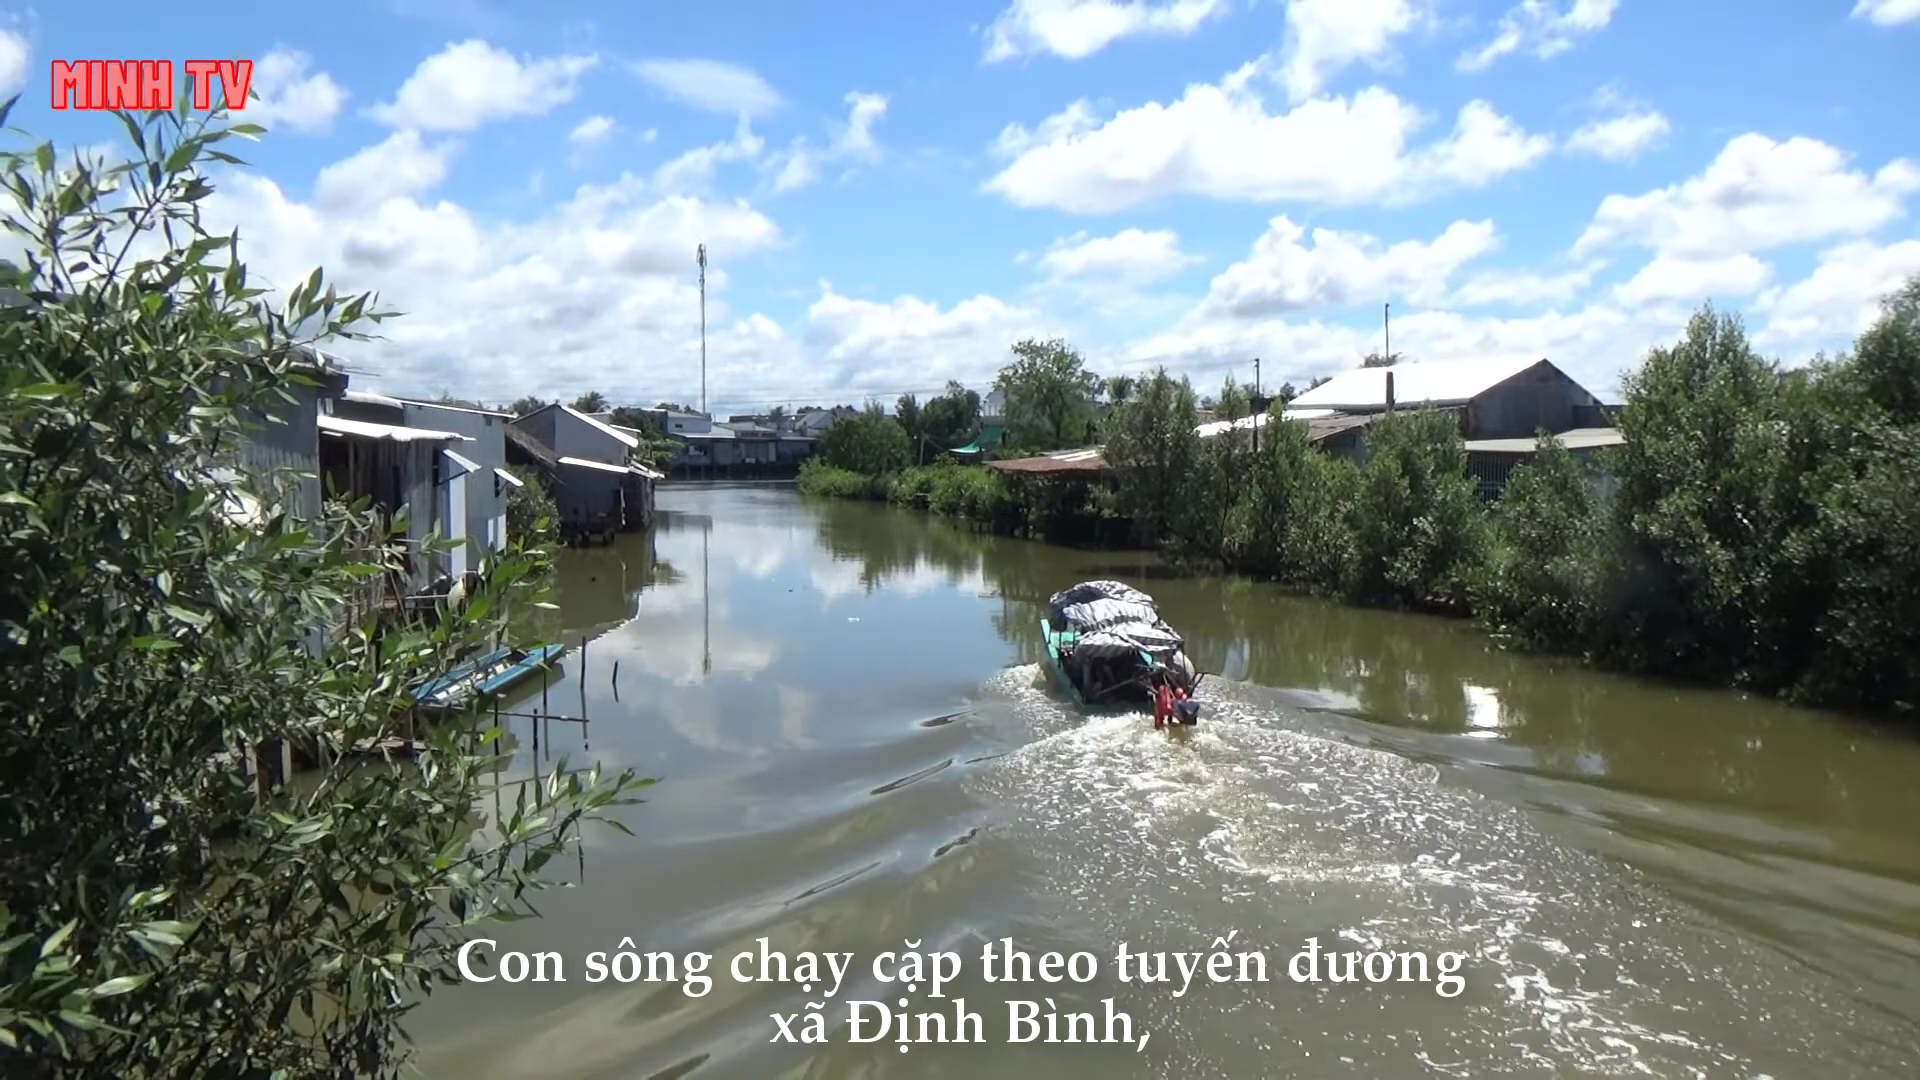 MINH TV
Con sông chạy cặp theo tuyến đường
xã Định Bình,